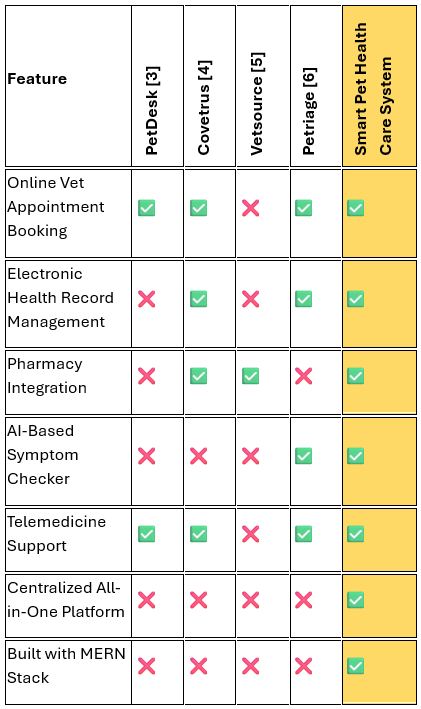 Feature
PetDesk [3]
Covetrus [4]
Vetsource [5]
Petriage [6]
Smart Pet Health
Care System
Online Vet
Appointment
Booking
✅ ✅ ❌ ✅ ✅
Electronic
Health Record
Management
❌ ✅ ❌ ✅ ✅
Pharmacy
Integration
❌ ✅ ✅ ❌ ✅
AI-Based
Symptom
Checker
❌ ❌ ❌ ✅ ✅
Telemedicine
Support
✅ ✅ ❌ ✅ ✅
Centralized All-
in-One Platform
❌ ❌ ❌ ❌ ✅
Built with MERN
Stack
❌ ❌ ❌ ❌ ✅